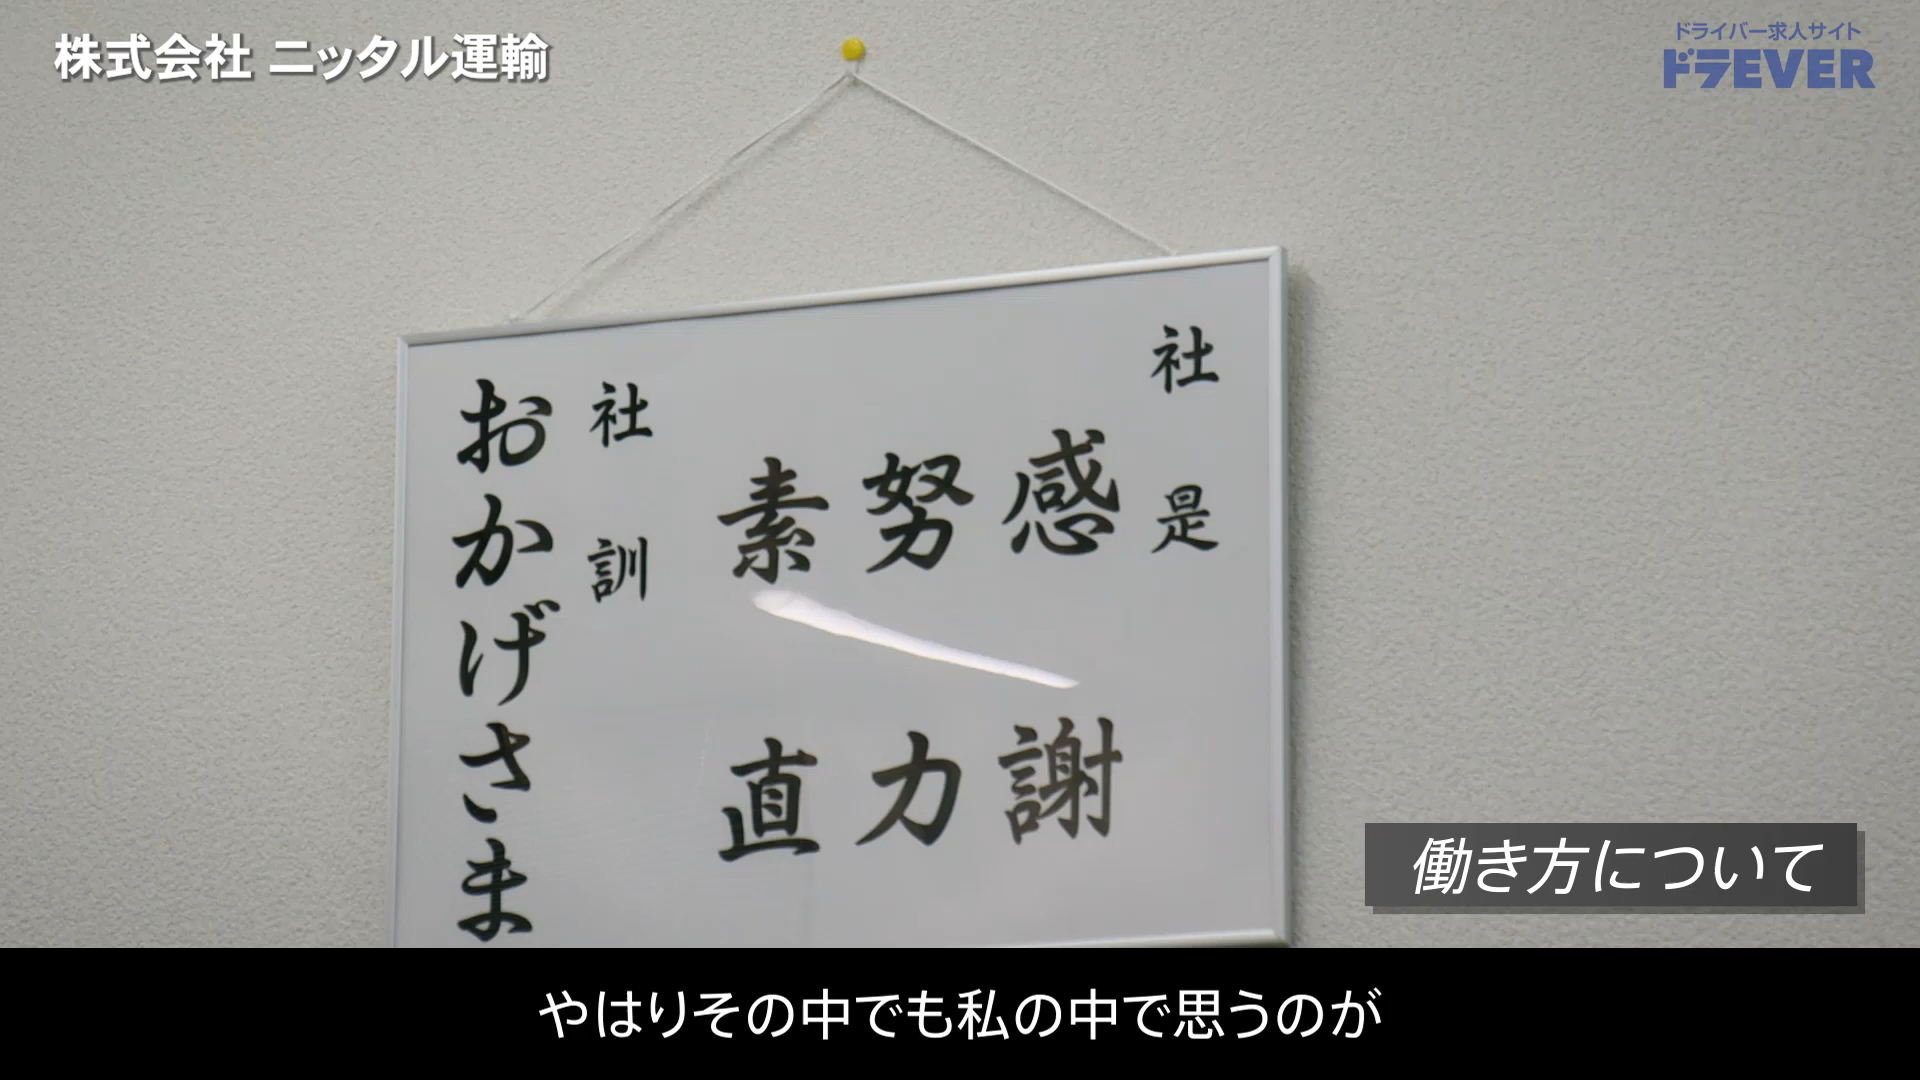 株式会社 ニッタル運輸
ドライバー求人サイト
ドラEVER
社是
感謝
努力
素直
社訓
おかげさま
働き方について
やはりその中でも私の中で思うのが